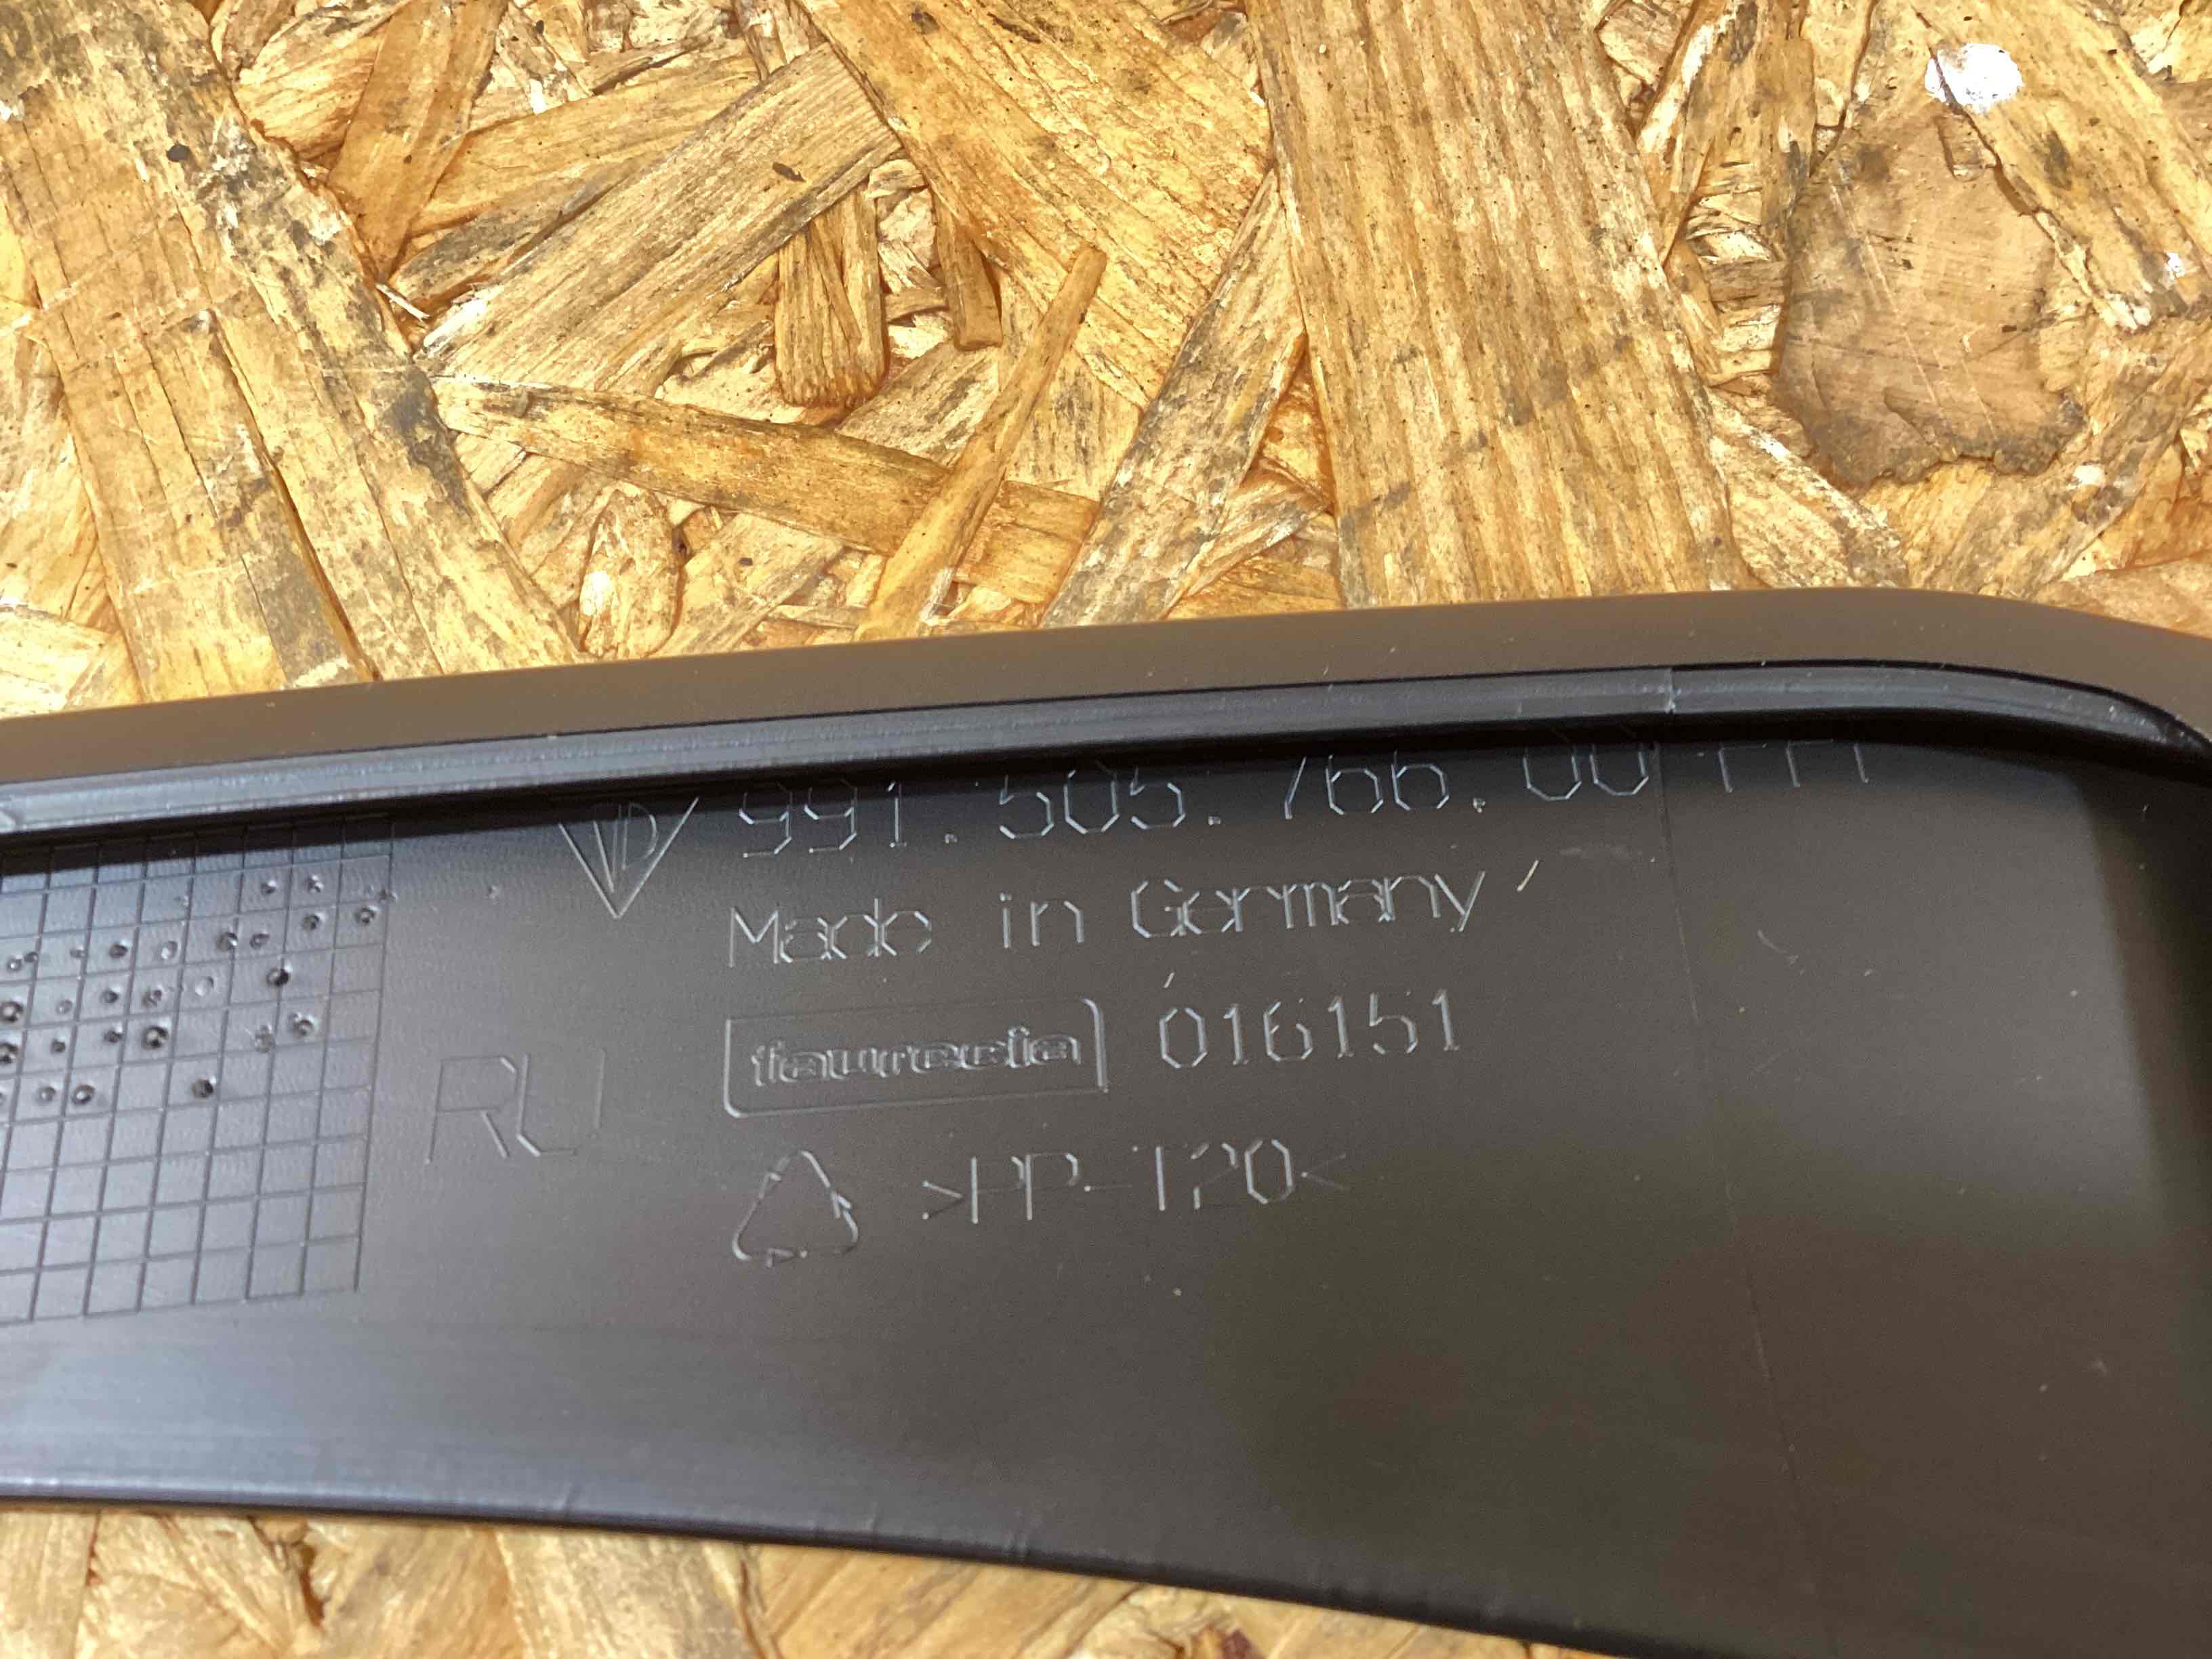 991.505.766.00
Made in Germany
faurecia 016151
RU
>PP-T20<